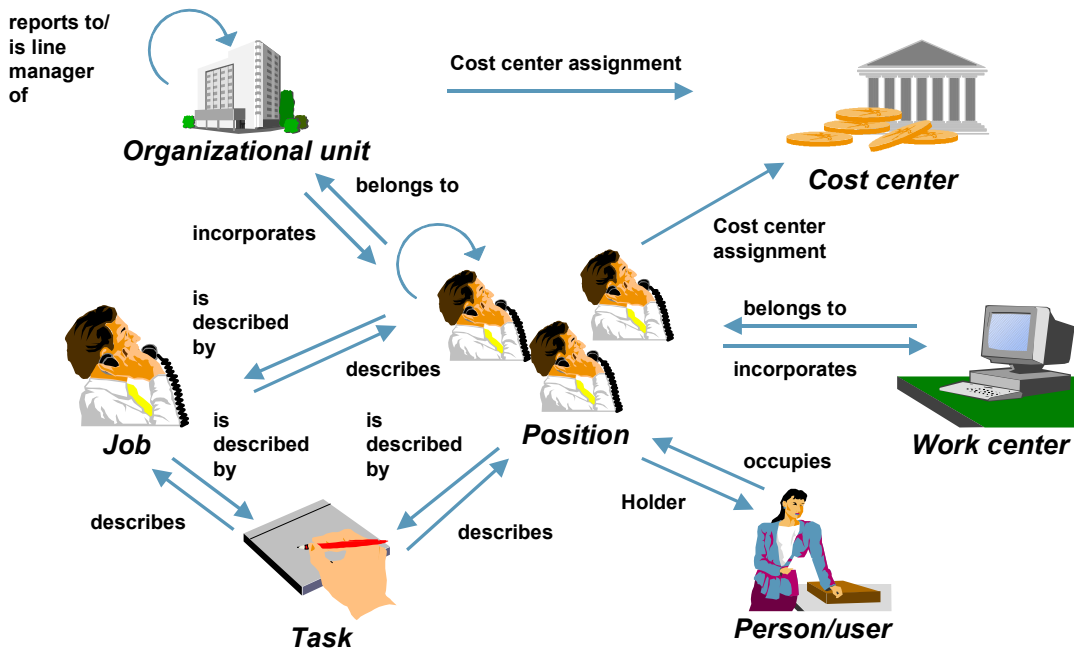 reports to/
is line
manager
of
Cost center assignment
Organizational unit
Cost center
belongs to
incorporates
Cost center
assignment
is
described
by
belongs to
describes
incorporates
Job
Position
Work center
is
described
by
is
described
by
occupies
Holder
describes
describes
Task
Person/user